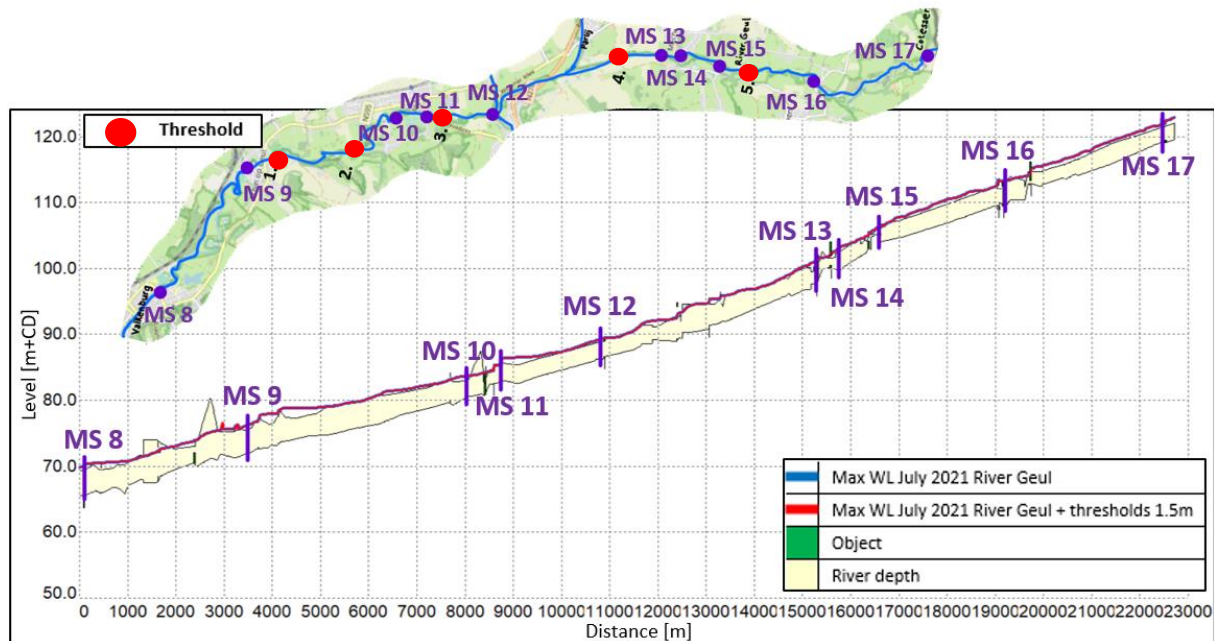 MS 13
MS 15
River Geul
MS 17
MS 14
5.
4.
MS 16
MS 12
MS 11
MS 10
3.
N595
Threshold
1.
2.
MS 9
Valkenburg
MS 8
120.0
110.0
100.0
90.0
80.0
70.0
60.0
50.0
Level [m+CD]
MS 8
MS 9
MS 10
MS 11
MS 12
MS 13
MS 14
MS 15
MS 16
MS 17
Max WL July 2021 River Geul
Max WL July 2021 River Geul + thresholds 1.5m
Object
River depth
0 1000 2000 3000 4000 5000 6000 7000 8000 9000 10000 11000 12000 13000 14000 15000 16000 17000 18000 19000 20000 21000 22000 23000
Distance [m]